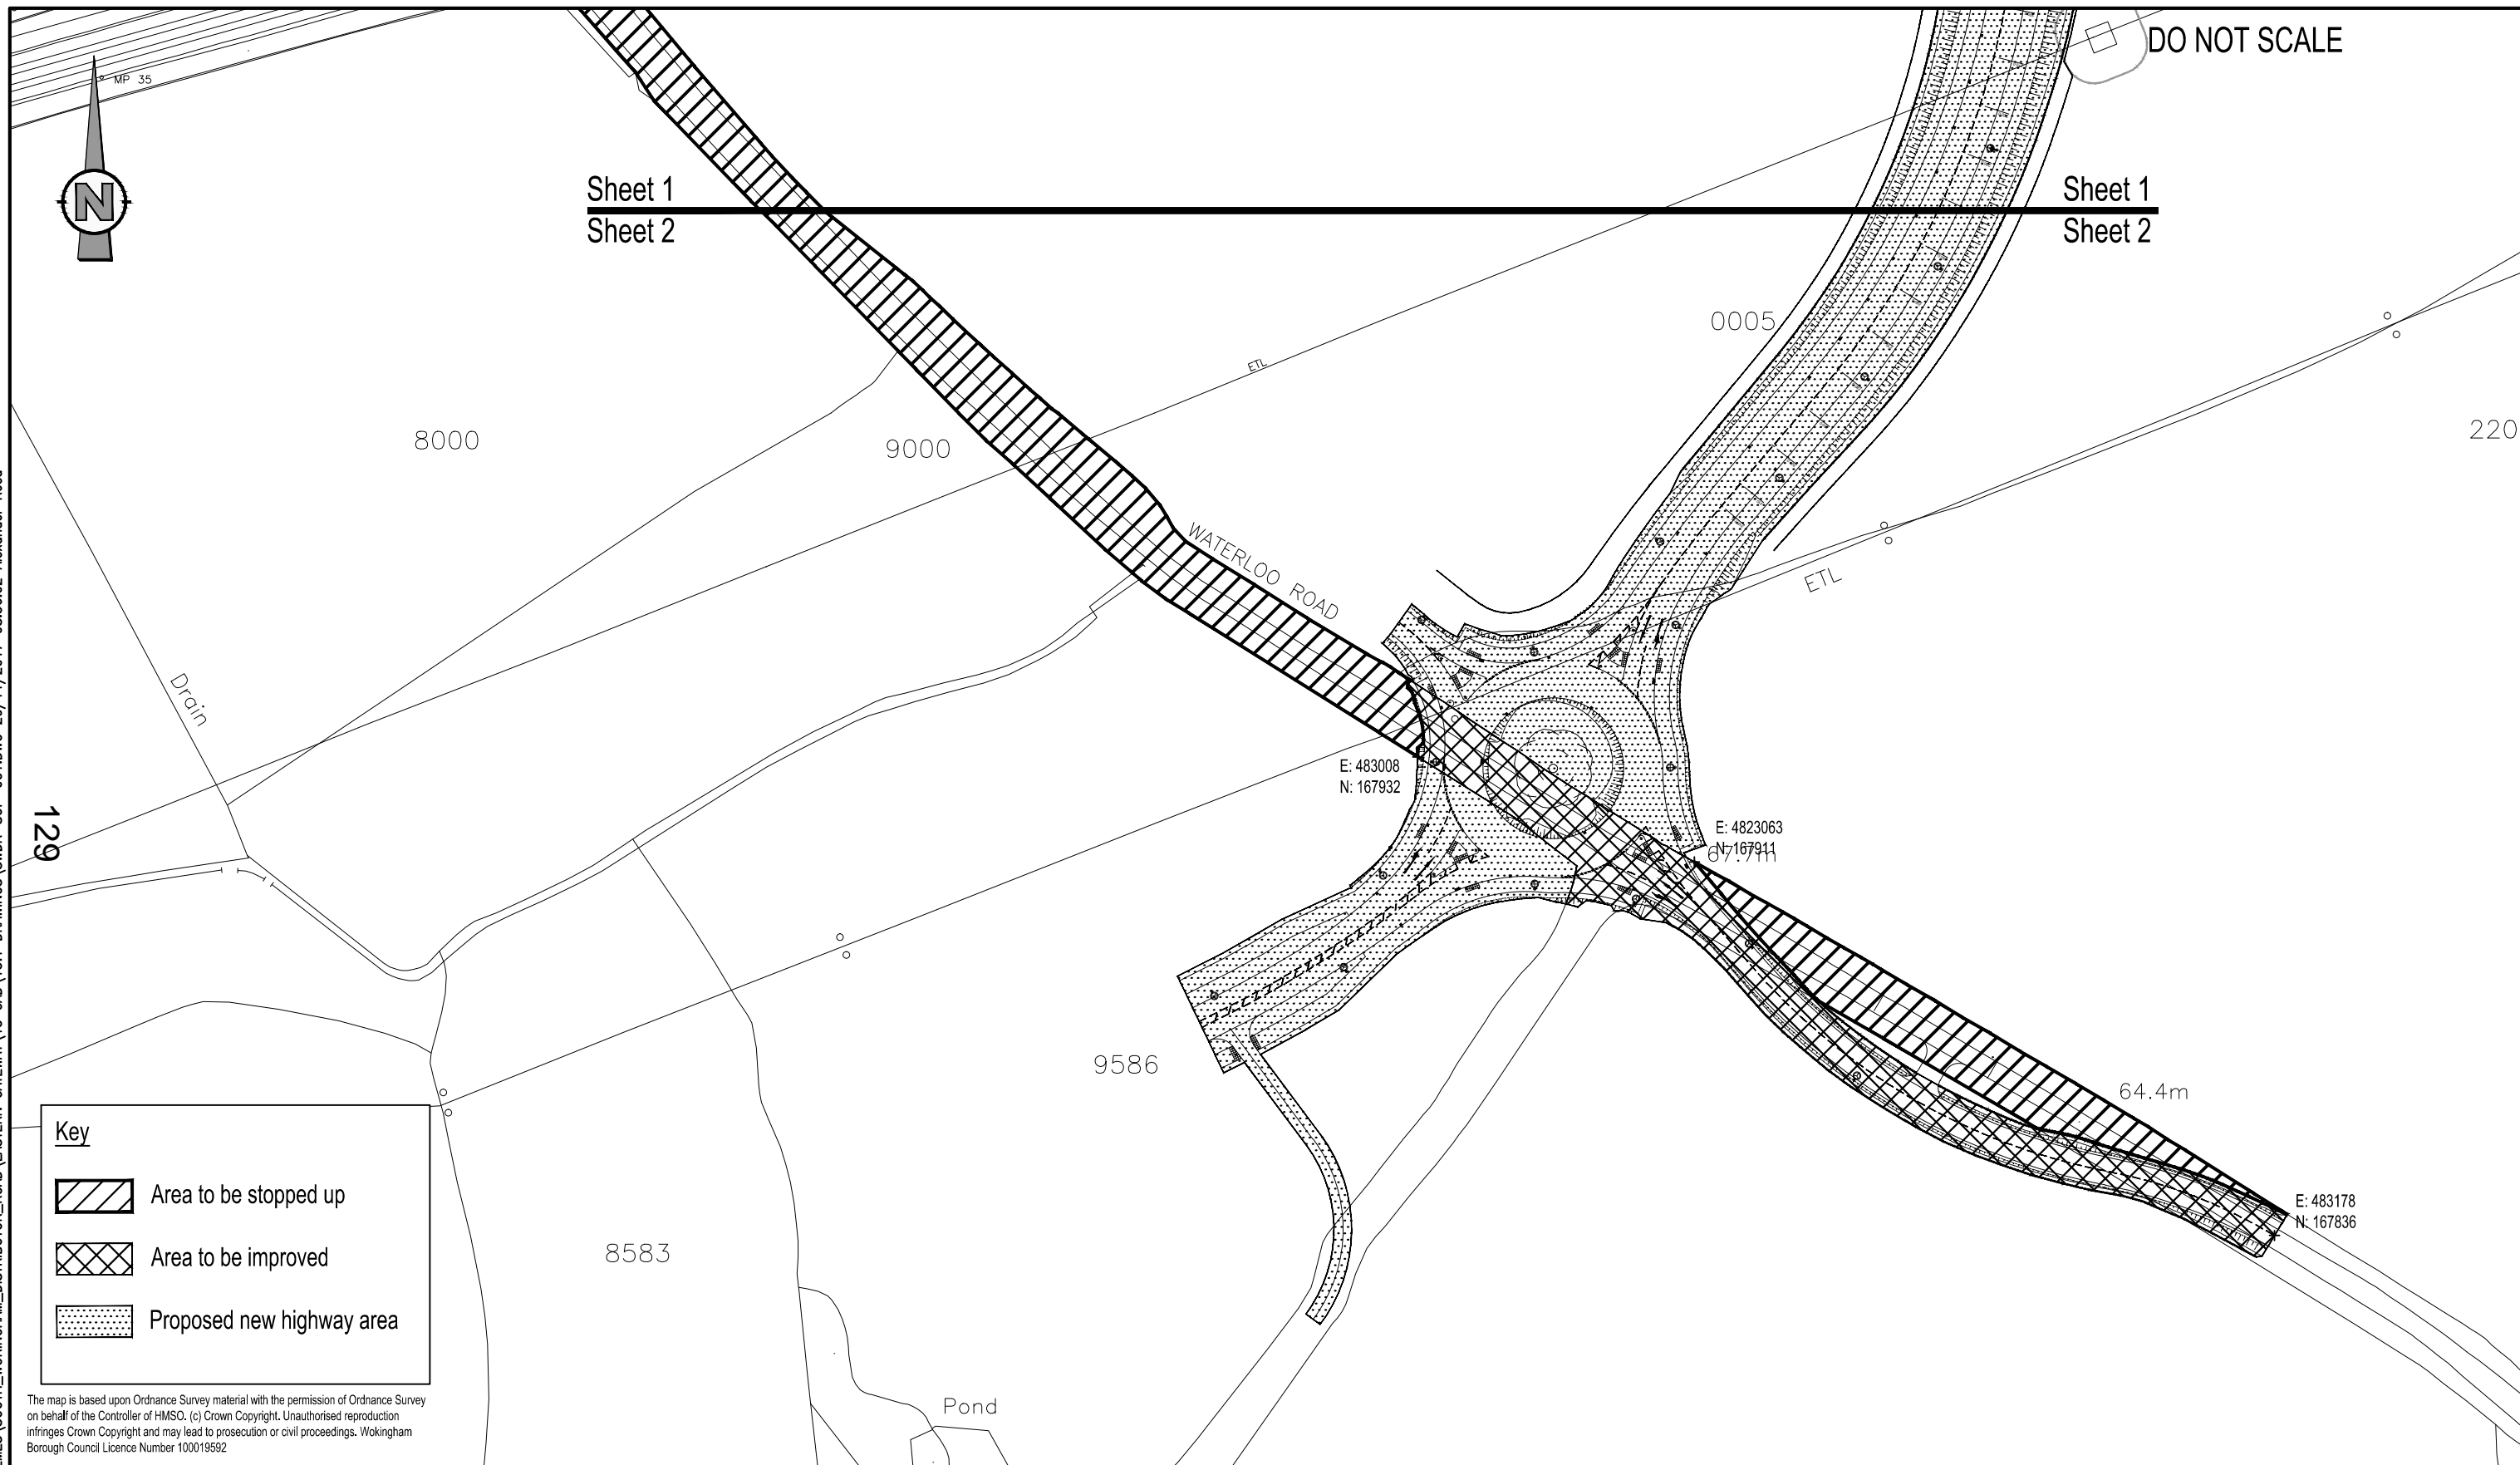 DO NOT SCALE
MP 35
N
Sheet 1
Sheet 1
Sheet 2
Sheet 2
0005
ETL
8000
9000
220
WATERLOO ROAD
ETL
Drain
E: 483008
N: 167932
129
E: 4823063
N: 167911
67.7m
9586
64.4m
Key
Area to be stopped up
Area to be improved
Proposed new highway area
E: 483178
N: 167836
8583
Pond
The map is based upon Ordnance Survey material with the permission of Ordnance Survey
on behalf of the Controller of HMSO. (c) Crown Copyright. Unauthorised reproduction
infringes Crown Copyright and may lead to prosecution or civil proceedings. Wokingham
Borough Council Licence Number 100019592